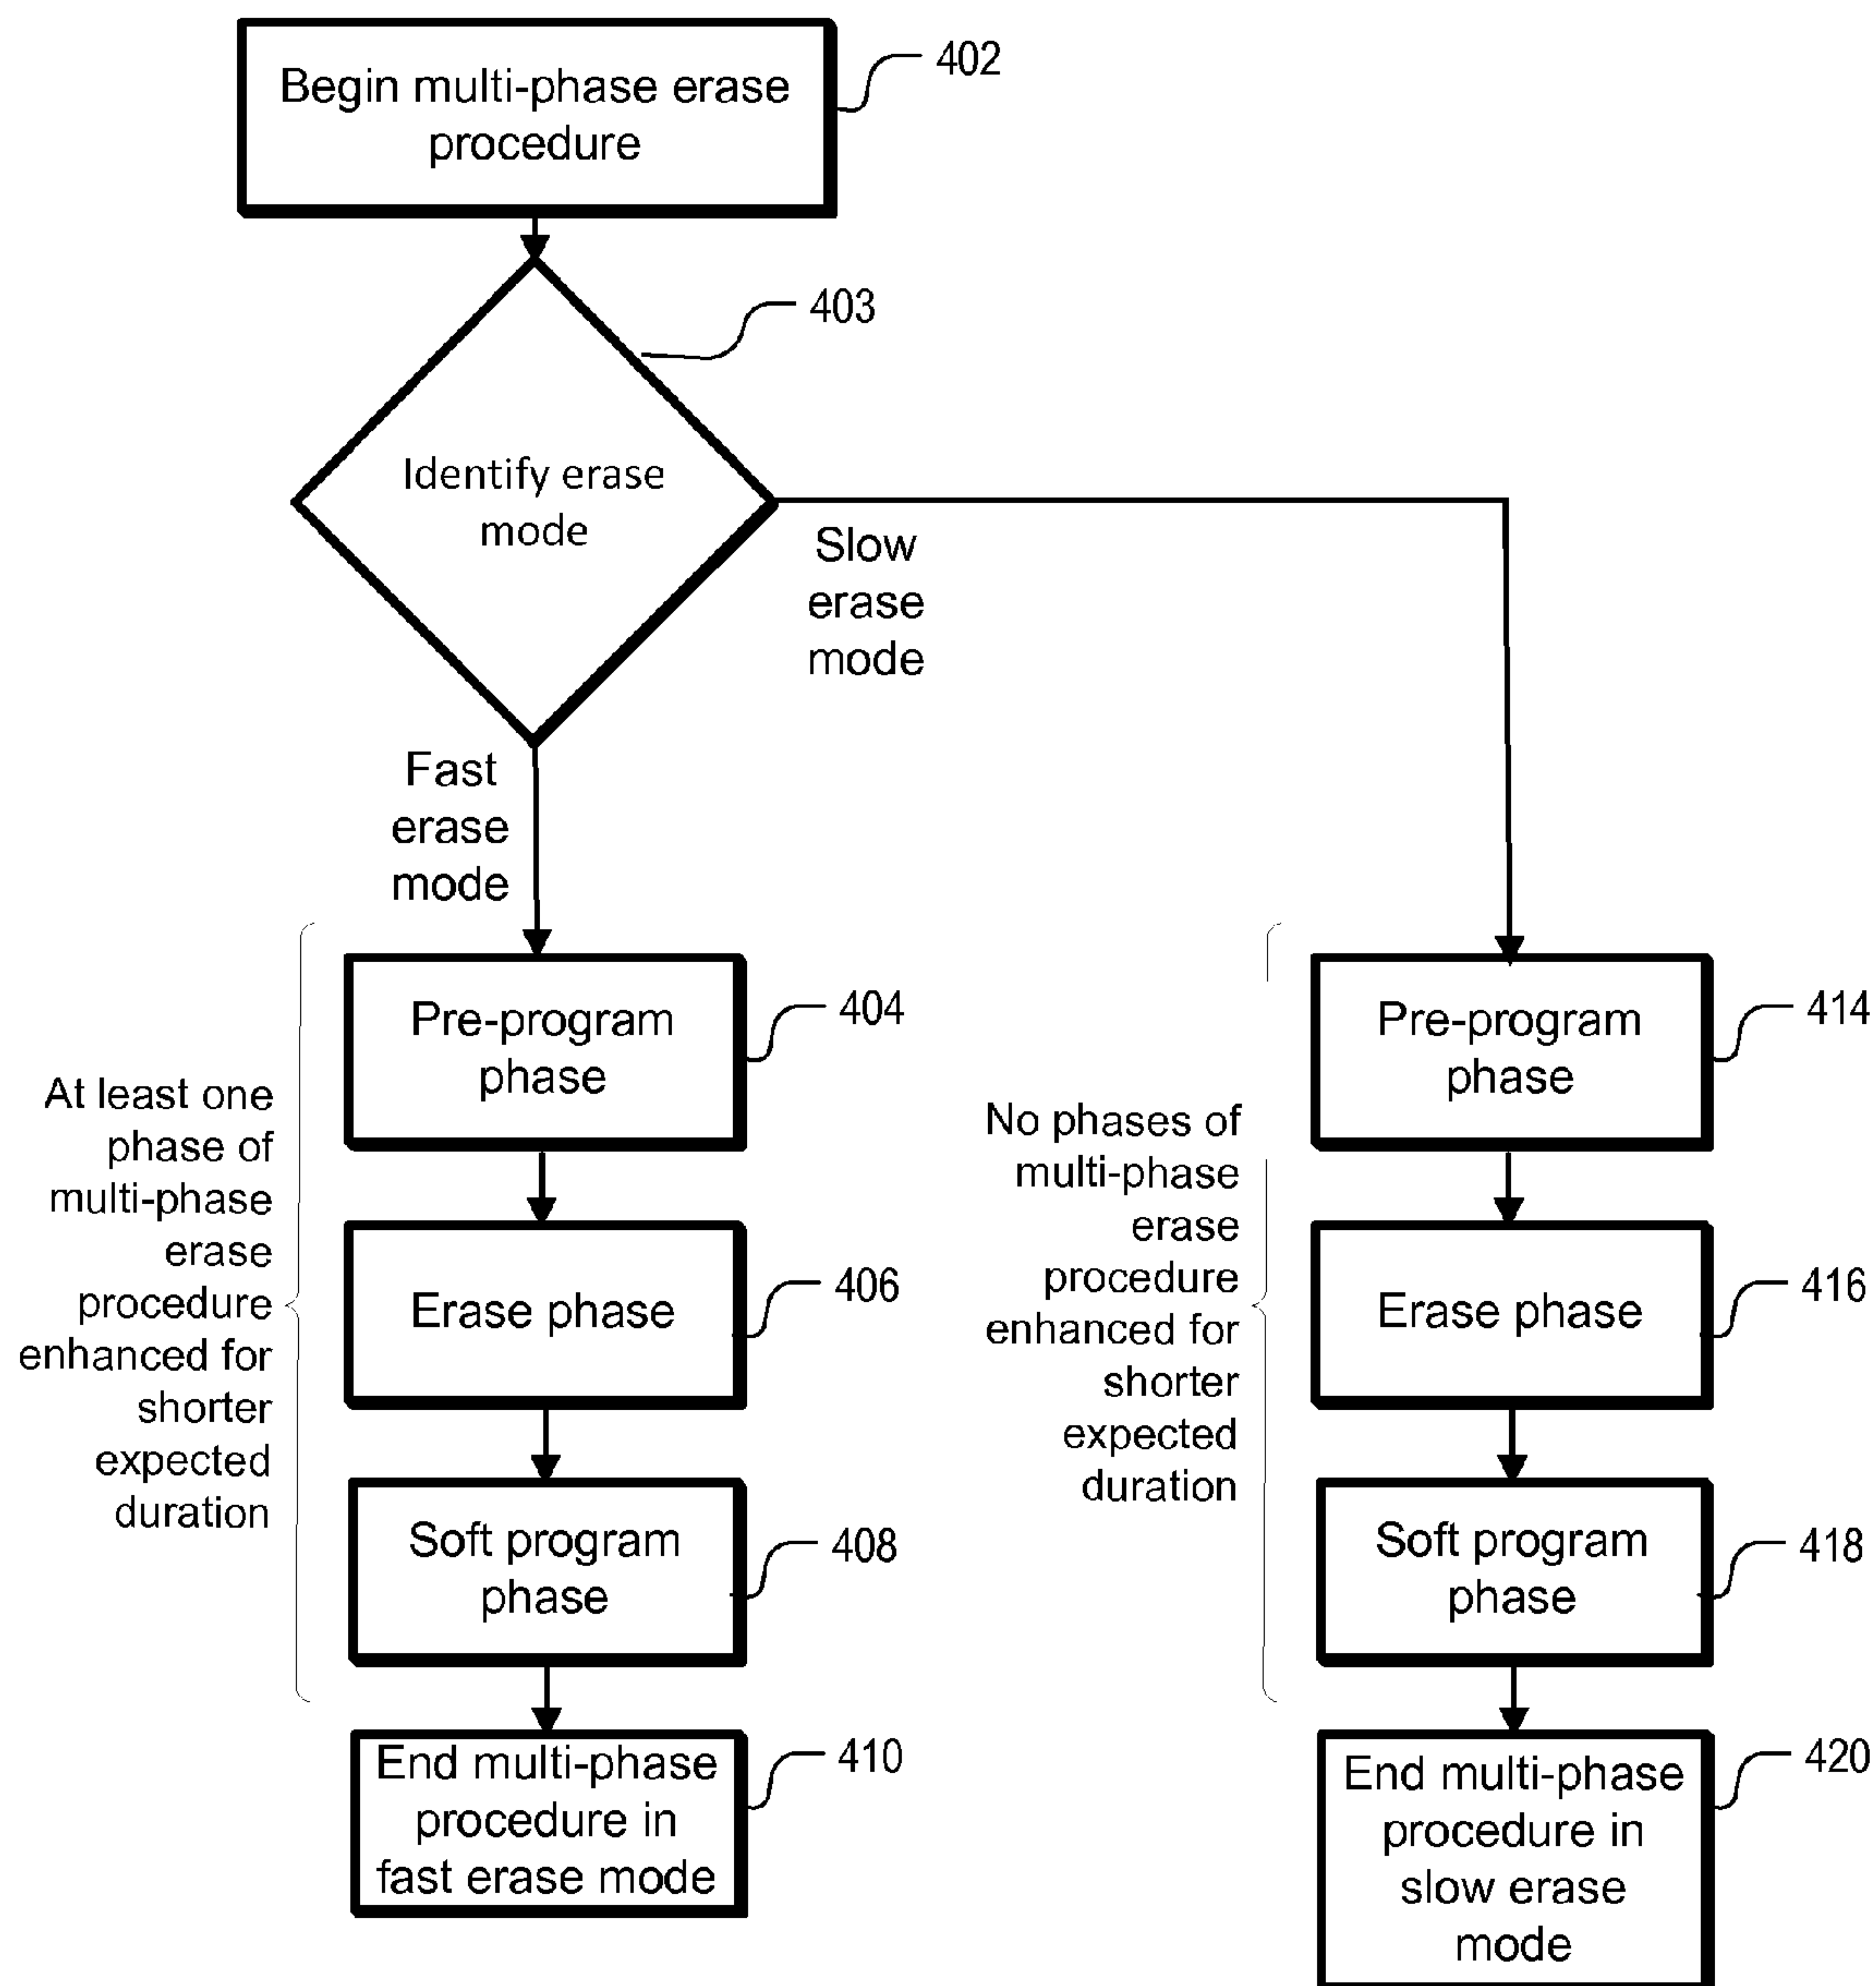 Begin multi-phase erase
procedure
402
403
Identify erase
mode
Slow
erase
mode
Fast
erase
mode
At least one
phase of
multi-phase
erase
procedure
enhanced for
shorter
expected
duration
Pre-program
phase
404
Erase phase
406
Soft program
phase
408
End multi-phase
procedure in
fast erase mode
410
No phases of
multi-phase
erase
procedure
enhanced for
shorter
expected
duration
Pre-program
phase
414
Erase phase
416
Soft program
phase
418
End multi-phase
procedure in
slow erase
mode
420